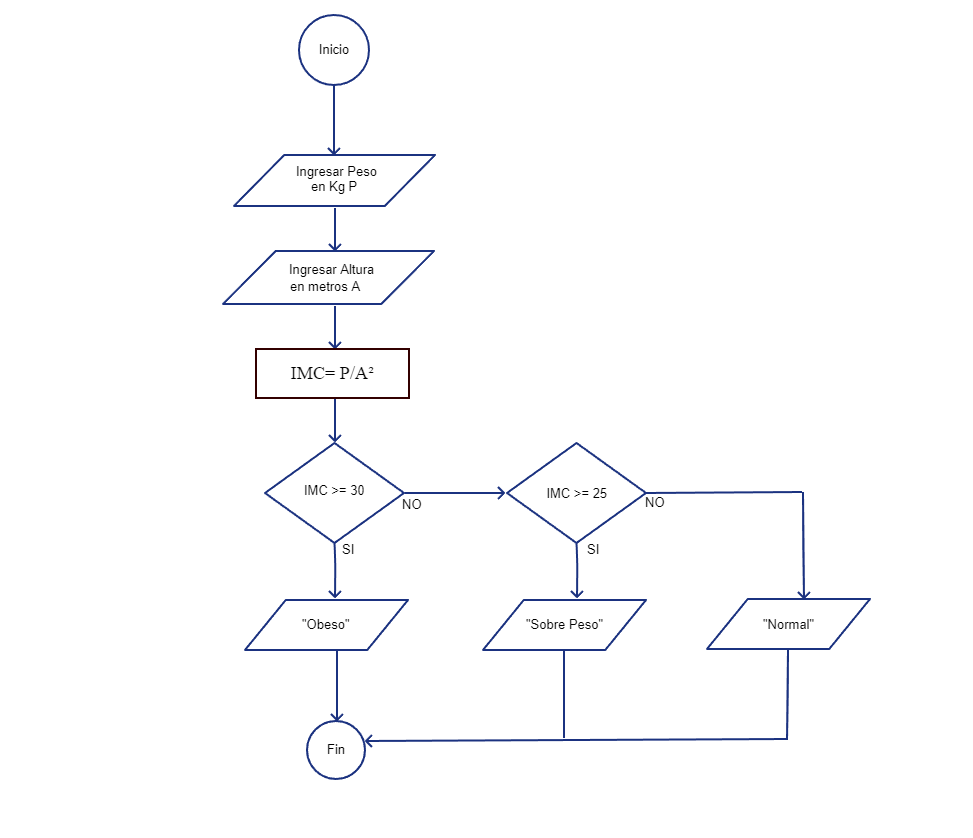 Inicio
Ingresar Peso
en Kg P
Ingresar Altura
en metros A
IMC= P/A²
IMC >= 30
NO
IMC >= 25
NO
SI
SI
"Obeso"
"Sobre Peso"
"Normal"
Fin